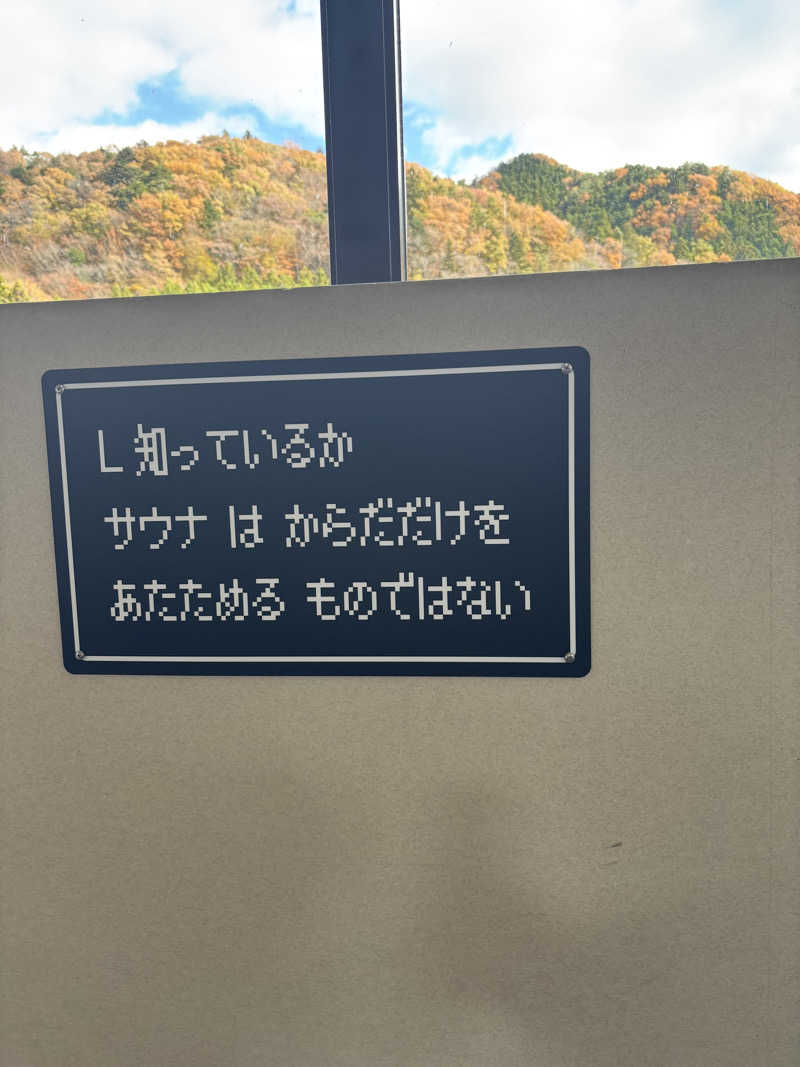 L 知っているか
サウナ は からだだけを
あたためる ものではない